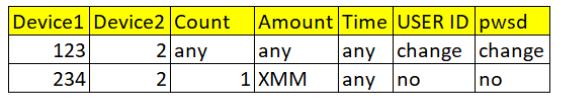 Device1 Device2 Count Amount Time USER ID pwsd
123 2 any any any change change
234 2 1 XMM any no no